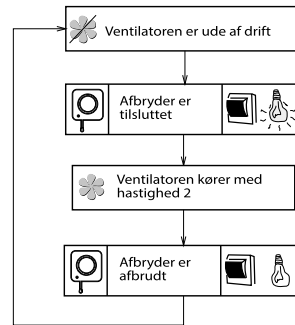 Ventilatoren er ude af drift
Afbryder er
tilsluttet
Ventilatoren kører med
hastighed 2
Afbryder er
afbrudt